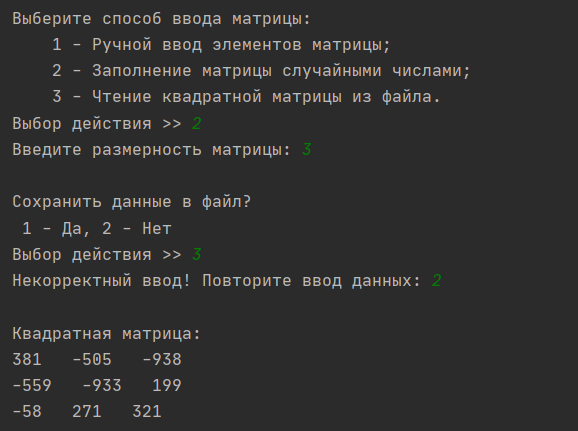 Выберите способ ввода матрицы:
1 - Ручной ввод элементов матрицы;
2 - Заполнение матрицы случайными числами;
3 - Чтение квадратной матрицы из файла.
Выбор действия >> 2
Введите размерность матрицы: 3
Сохранить данные в файл?
1 - Да, 2 - Нет
Выбор действия >> 3
Некорректный ввод! Повторите ввод данных: 2
Квадратная матрица:
381 -505 -938
-559 -933 199
-58 271 321